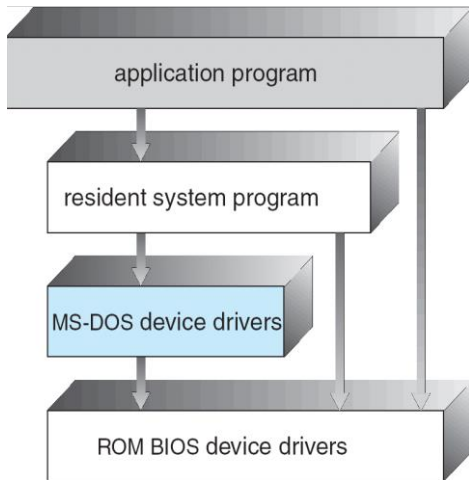 application program
resident system program
MS-DOS device drivers
ROM BIOS device drivers